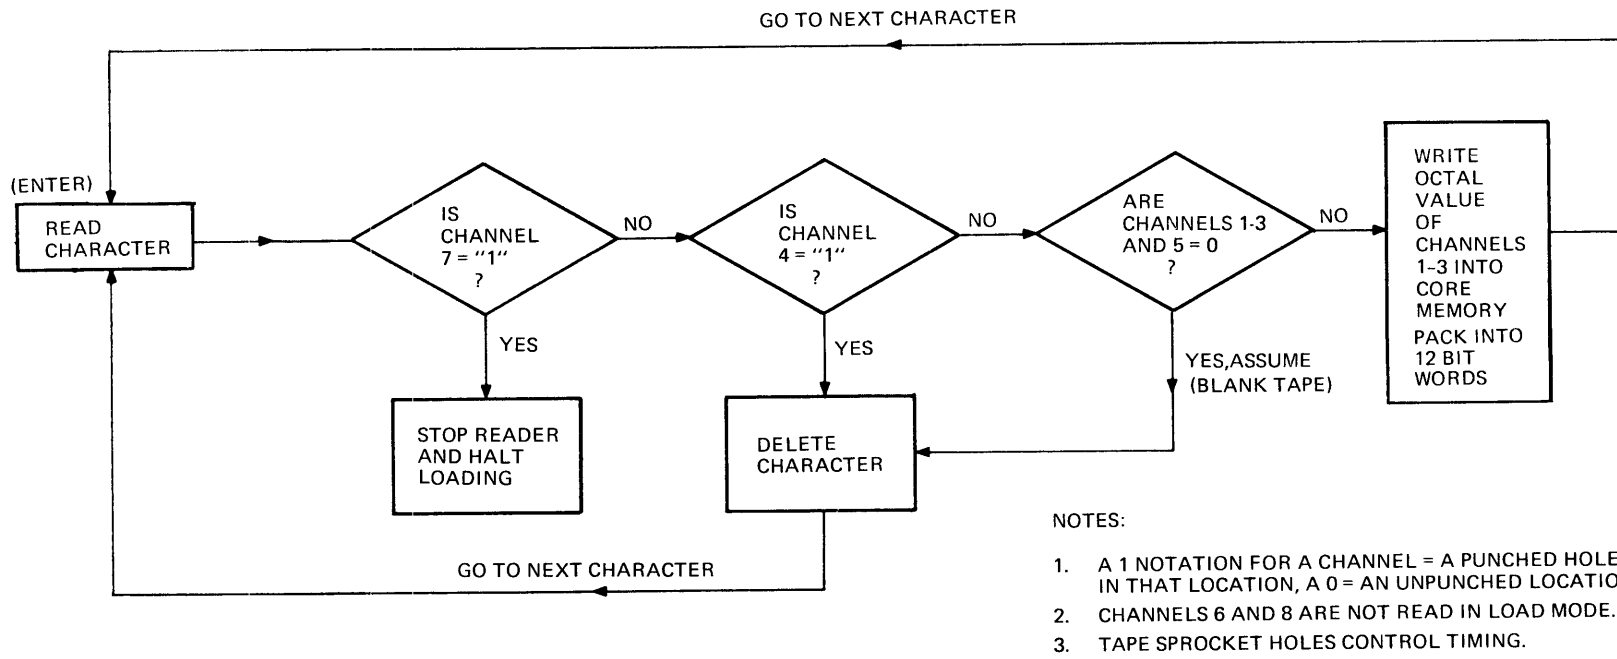 GO TO NEXT CHARACTER
(ENTER)
READ
CHARACTER
IS
CHANNEL
7 = "1"
?
NO
YES
STOP READER
AND HALT
LOADING
IS
CHANNEL
4 = "1"
?
NO
YES
DELETE
CHARACTER
ARE
CHANNELS 1-3
AND 5 = 0
?
NO
YES,ASSUME
(BLANK TAPE)
WRITE
OCTAL
VALUE
OF
CHANNELS
1-3 INTO
CORE
MEMORY
PACK INTO
12 BIT
WORDS
GO TO NEXT CHARACTER
NOTES:
1. A 1 NOTATION FOR A CHANNEL = A PUNCHED HOLE
IN THAT LOCATION, A 0 = AN UNPUNCHED LOCATIO
2. CHANNELS 6 AND 8 ARE NOT READ IN LOAD MODE.
3. TAPE SPROCKET HOLES CONTROL TIMING.